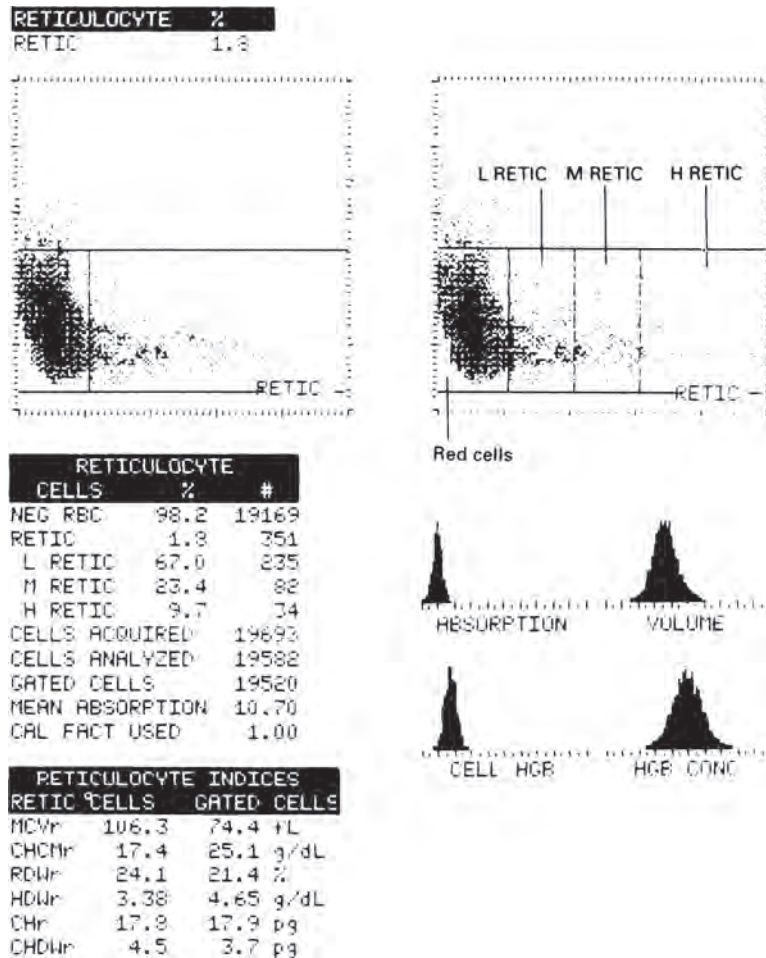 RETICULOCYTE %
RETIC 1.8
L RETIC M RETIC H RETIC
RETIC
RETIC
Red cells
RETICULOCYTE
CELLS % #
NEG RBC 98.2 19169
RETIC 1.8 351
L RETIC 67.0 235
M RETIC 23.4 82
H RETIC 9.7 34
CELLS ACQUIRED 19693
CELLS ANALYZED 19582
GATED CELLS 19520
MEAN ABSORPTION 10.70
CAL FACT USED 1.00
ABSORPTION VOLUME
CELL HGB HGB CONC
RETICULOCYTE INDICES
RETIC CELLS GATED CELLS
MCVr 106.3 74.4 fL
CHCMr 17.4 25.1 g/dL
RDWr 24.1 21.4 %
HDWr 3.38 4.65 g/dL
CHr 17.8 17.9 pg
CHDWr 4.5 3.7 pg